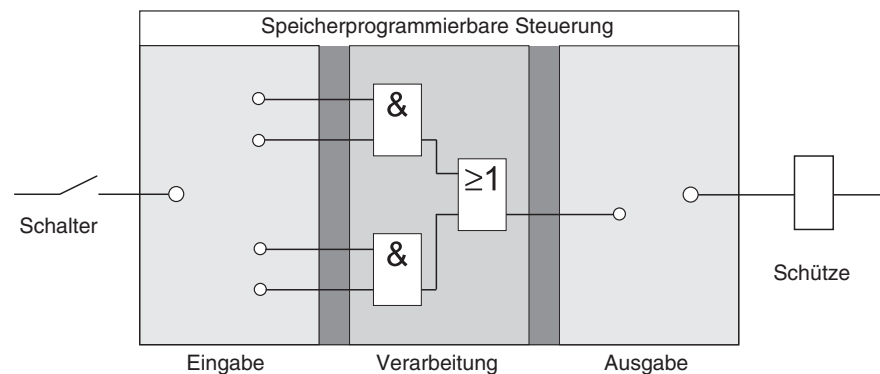 Speicherprogrammierbare Steuerung
&
≥1
Schalter
&
Schütze
Eingabe
Verarbeitung
Ausgabe